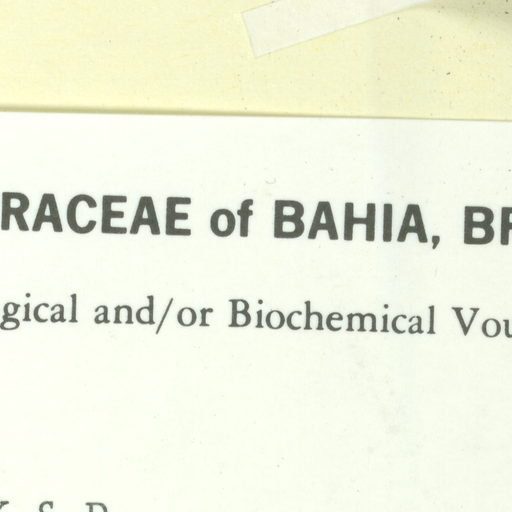 RACEAE of BAHIA, BR
gical and/or Biochemical Vou